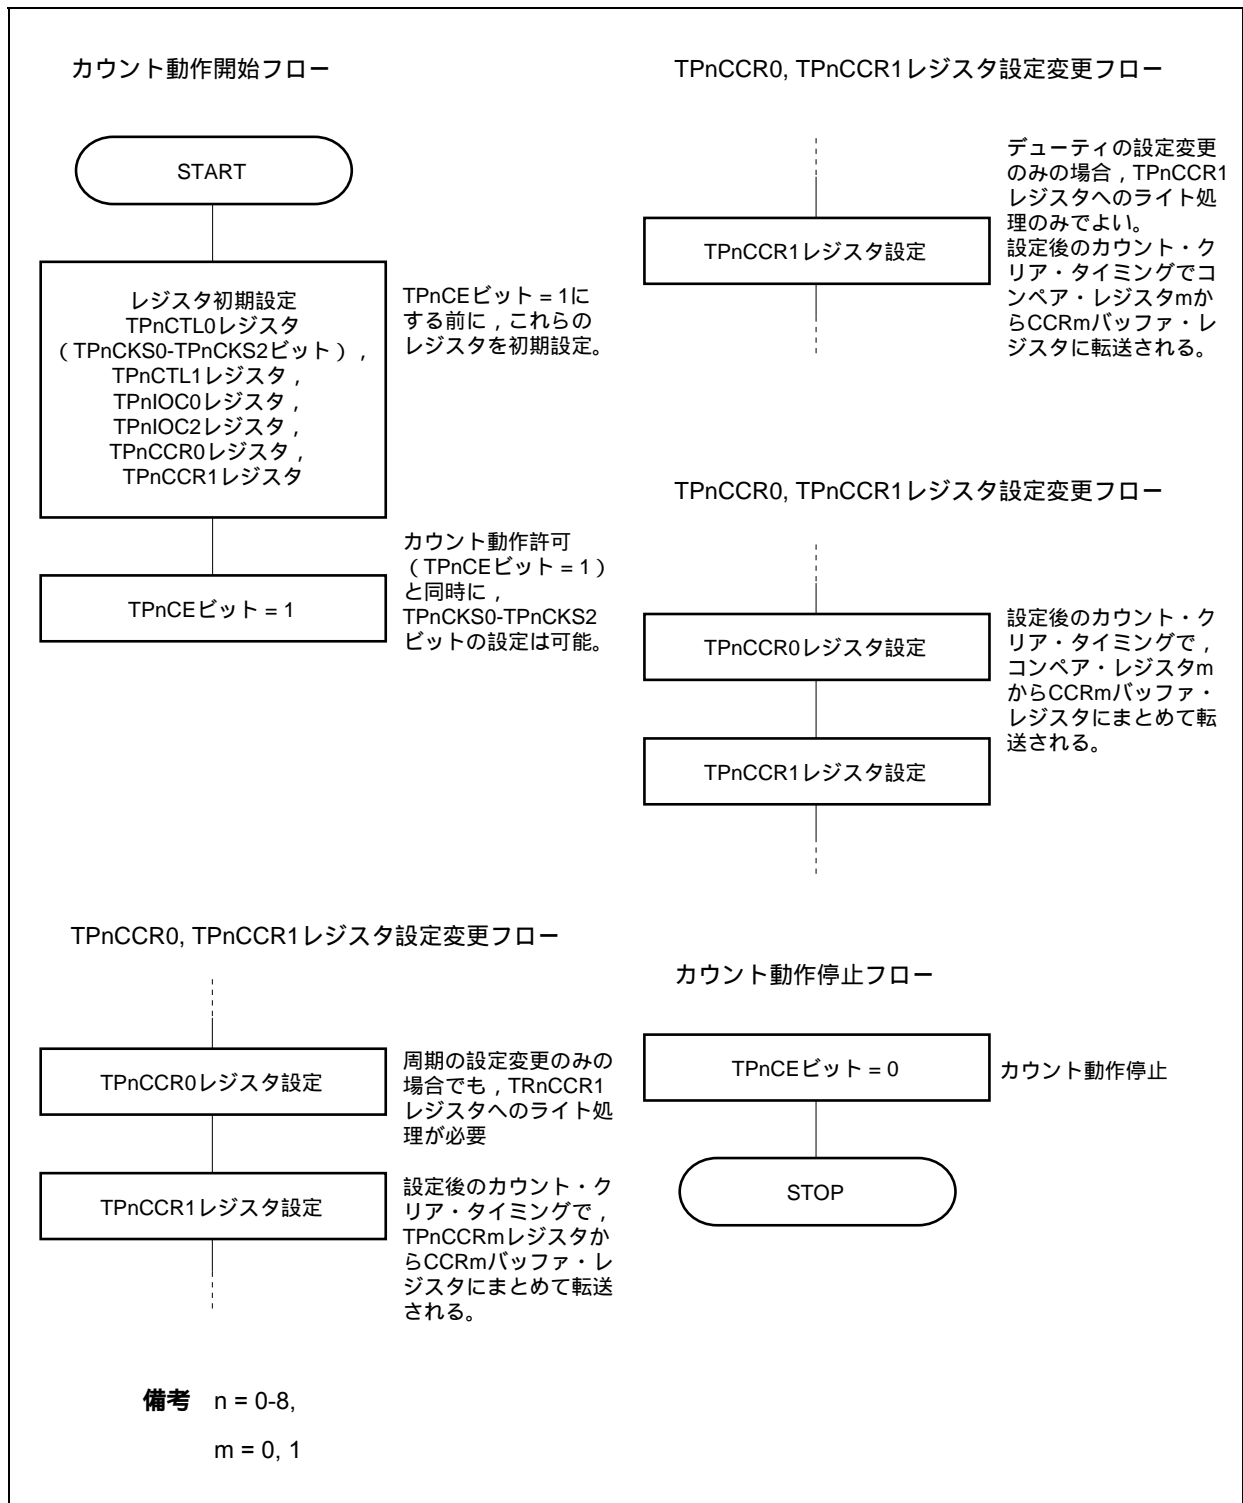 カウント動作開始フロー
START
レジスタ初期設定
TPnCTL0レジスタ
（TPnCKS0-TPnCKS2ビット），
TPnCTL1レジスタ，
TPnIOC0レジスタ，
TPnIOC2レジスタ，
TPnCCR0レジスタ，
TPnCCR1レジスタ
TPnCEビット = 1に
する前に，これらの
レジスタを初期設定。
TPnCEビット = 1
カウント動作許可
（TPnCEビット = 1）
と同時に，
TPnCKS0-TPnCKS2
ビットの設定は可能。
TPnCCR0, TPnCCR1レジスタ設定変更フロー
TPnCCR0レジスタ設定
周期の設定変更のみの
場合でも，TRnCCR1
レジスタへのライト処
理が必要
TPnCCR1レジスタ設定
設定後のカウント・ク
リア・タイミングで，
TPnCCRmレジスタか
らCCRmバッファ・レ
ジスタにまとめて転送
される。
TPnCCR0, TPnCCR1レジスタ設定変更フロー
TPnCCR1レジスタ設定
デューティの設定変更
のみの場合，TPnCCR1
レジスタへのライト処
理のみでよい。
設定後のカウント・ク
リア・タイミングでコ
ンペア・レジスタmか
らCCRmバッファ・レ
ジスタに転送される。
TPnCCR0, TPnCCR1レジスタ設定変更フロー
TPnCCR0レジスタ設定
設定後のカウント・ク
リア・タイミングで，
コンペア・レジスタm
からCCRmバッファ・
レジスタにまとめて転
送される。
TPnCCR1レジスタ設定
カウント動作停止フロー
TPnCEビット = 0
カウント動作停止
STOP
備考 n = 0-8,
m = 0, 1